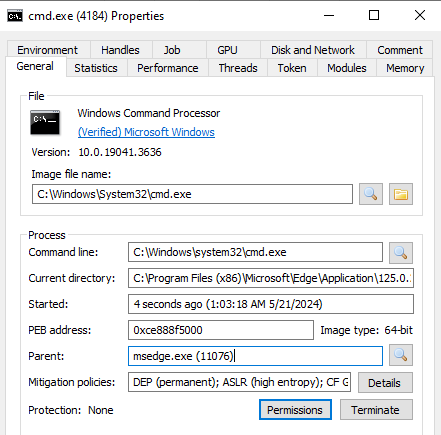 cmd.exe (4184) Properties
Environment Handles Job GPU Disk and Network Comment
General Statistics Performance Threads Token Modules Memory
File
Windows Command Processor
(Verified) Microsoft Windows
Version: 10.0.19041.3636
Image file name:
C:\Windows\System32\cmd.exe
Process
Command line: C:\Windows\system32\cmd.exe
Current directory: C:\Program Files (x86)\Microsoft\Edge\Application\125.0.
Started: 4 seconds ago (1:03:18 AM 5/21/2024)
PEB address: 0xce888f5000 Image type: 64-bit
Parent: msedge.exe (11076)
Mitigation policies: DEP (permanent); ASLR (high entropy); CF G Details
Protection: None Permissions Terminate